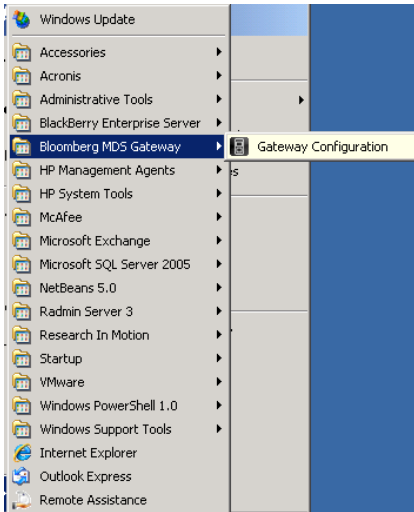 Windows Update
Accessories
Acronis
Administrative Tools
BlackBerry Enterprise Server
Bloomberg MDS Gateway
Gateway Configuration
HP Management Agents
HP System Tools
McAfee
Microsoft Exchange
Microsoft SQL Server 2005
NetBeans 5.0
Radmin Server 3
Research In Motion
Startup
VMware
Windows PowerShell 1.0
Windows Support Tools
Internet Explorer
Outlook Express
Remote Assistance